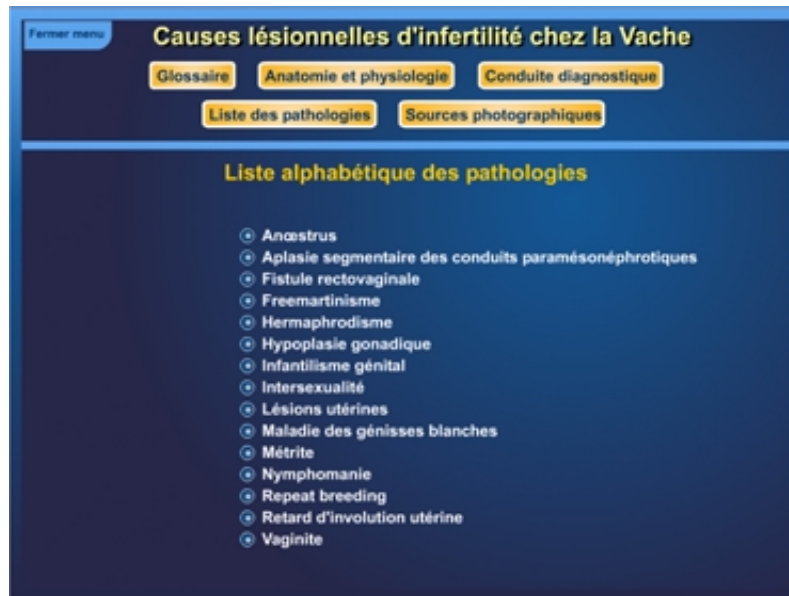 Fermer menu
Causes lésionnelles d'infertilité chez la Vache
Glossaire
Anatomie et physiologie
Conduite diagnostique
Liste des pathologies
Sources photographiques
Liste alphabétique des pathologies
Anœstrus
Aplasie segmentaire des conduits paramésonéphrotiques
Fistule rectovaginale
Freemartinisme
Hermaphrodisme
Hypoplasie gonadique
Infantilisme génital
Intersexualité
Lésions utérines
Maladie des génisses blanches
Métrite
Nymphomanie
Repeat breeding
Retard d'involution utérine
Vaginite